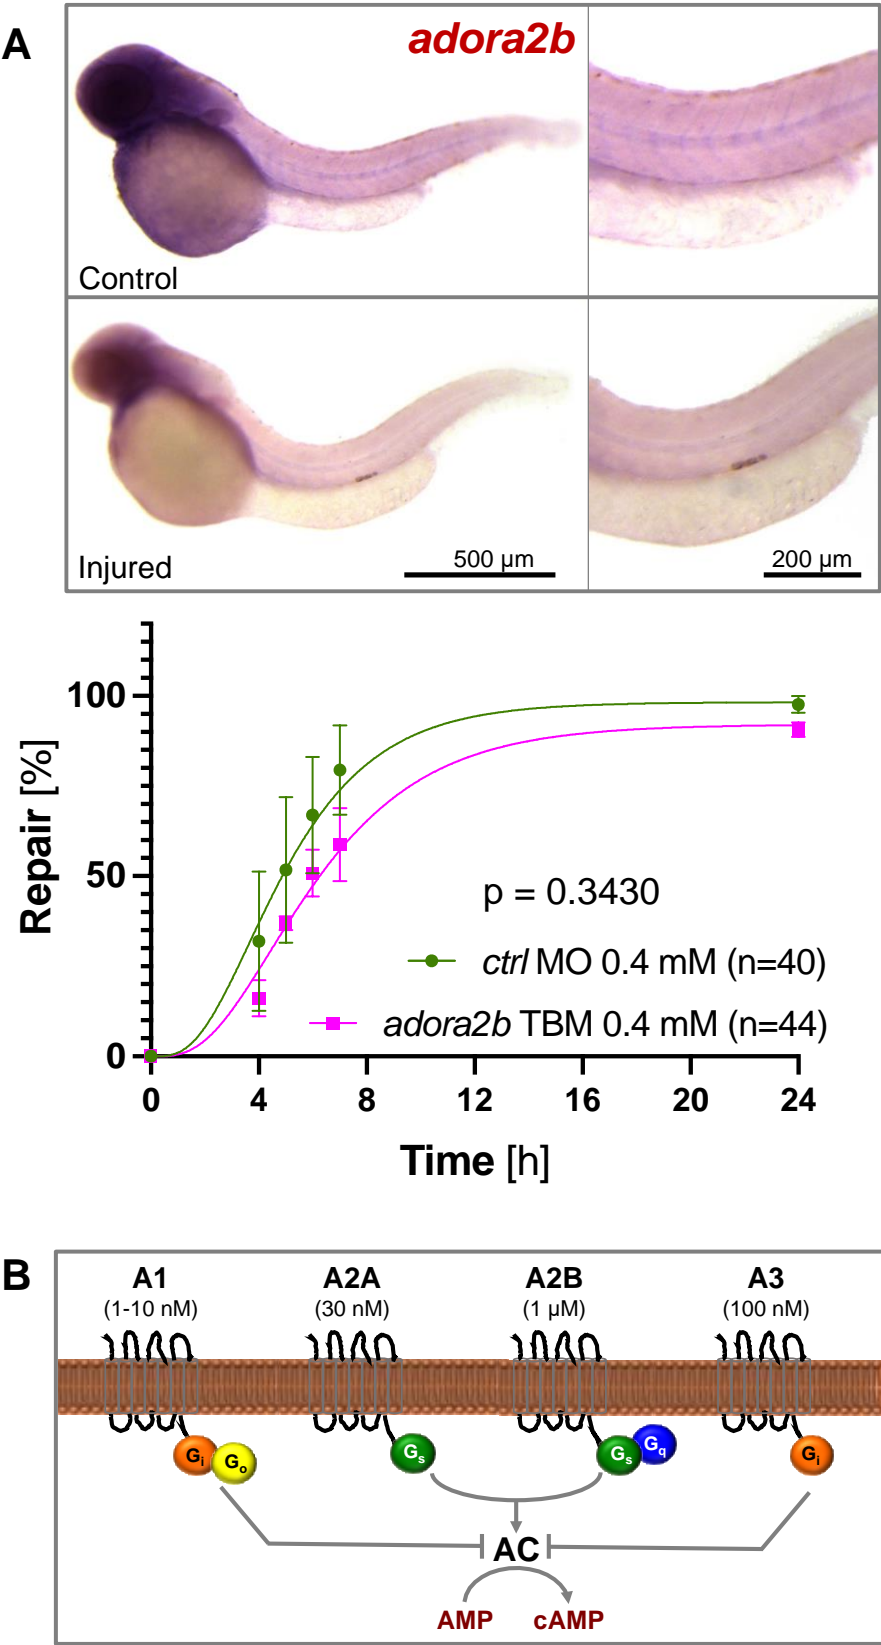 A
adora2b
Control
Injured
500 µm
200 µm
Repair [%]
100
50
0
p = 0.3430
ctrl MO 0.4 mM (n=40)
adora2b TBM 0.4 mM (n=44)
0 4 8 12 16 20 24
Time [h]
B
A1 A2A A2B A3
(1-10 nM) (30 nM) (1 µM) (100 nM)
Gi Go Gs Gs Gq Gi
AC
AMP cAMP